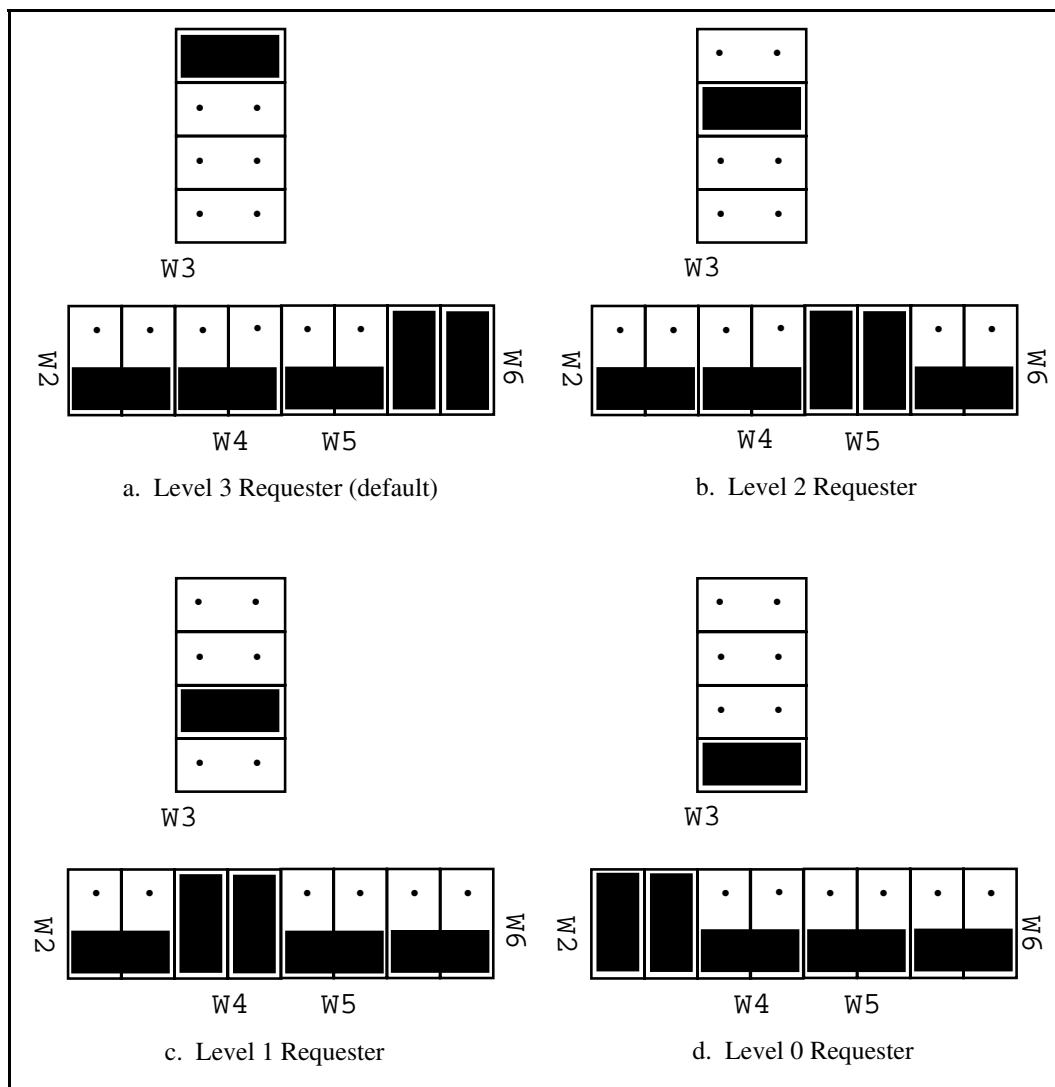 W3
W3
W2
W6
W2
W6
W4 W5
W4 W5
a. Level 3 Requester (default)
b. Level 2 Requester
W3
W3
W2
W6
W2
W6
W4 W5
W4 W5
c. Level 1 Requester
d. Level 0 Requester